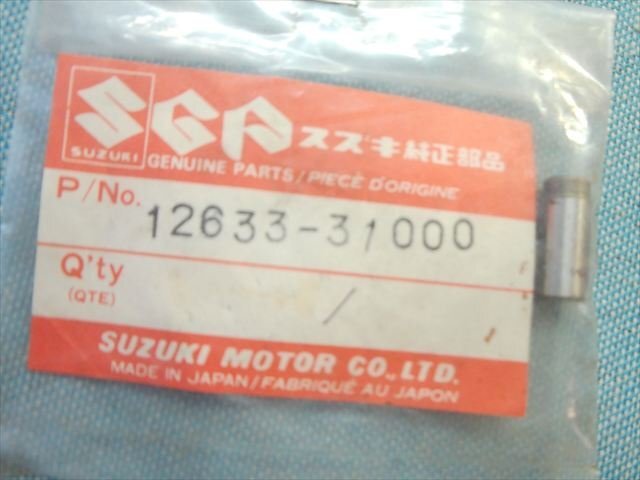 SGP スズキ純正部品
SUZUKI GENUINE PARTS/PIECE D'ORIGINE
P/No. 12633-31000
Q'ty
(QTE) /
SUZUKI MOTOR CO.,LTD.
MADE IN JAPAN/FABRIQUÉ AU JAPON